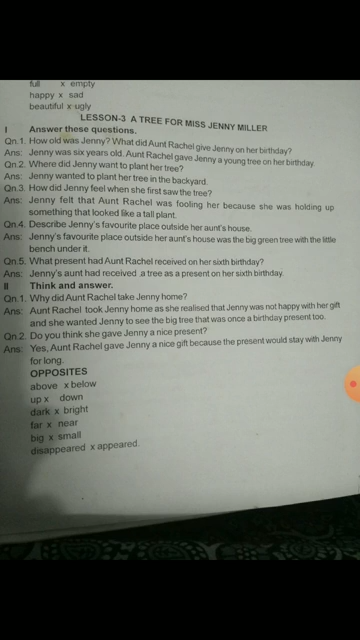 full x empty
happy x sad
beautiful x ugly
LESSON-3 A TREE FOR MISS JENNY MILLER
I Answer these questions.
Qn.1. How old was Jenny? What did Aunt Rachel give Jenny on her birthday?
Ans: Jenny was six years old. Aunt Rachel gave Jenny a young tree on her birthday.
Qn.2. Where did Jenny want to plant her tree?
Ans: Jenny wanted to plant her tree in the backyard.
Qn.3. How did Jenny feel when she first saw the tree?
Ans: Jenny felt that Aunt Rachel was fooling her because she was holding up
something that looked like a tall plant.
Qn.4. Describe Jenny's favourite place outside her aunt's house.
Ans: Jenny's favourite place outside her aunt's house was the big green tree with the little
bench under it.
Qn.5. What present had Aunt Rachel received on her sixth birthday?
Ans: Jenny's aunt had received a tree as a present on her sixth birthday.
II Think and answer.
Qn.1. Why did Aunt Rachel take Jenny home?
Ans: Aunt Rachel took Jenny home as she realised that Jenny was not happy with her gift
and she wanted Jenny to see the big tree that was once a birthday present too.
Qn.2. Do you think she gave Jenny a nice present?
Ans: Yes, Aunt Rachel gave Jenny a nice gift because the present would stay with Jenny
for long.
OPPOSITES
above x below
up x down
dark x bright
far x near
big x small
disappeared x appeared.